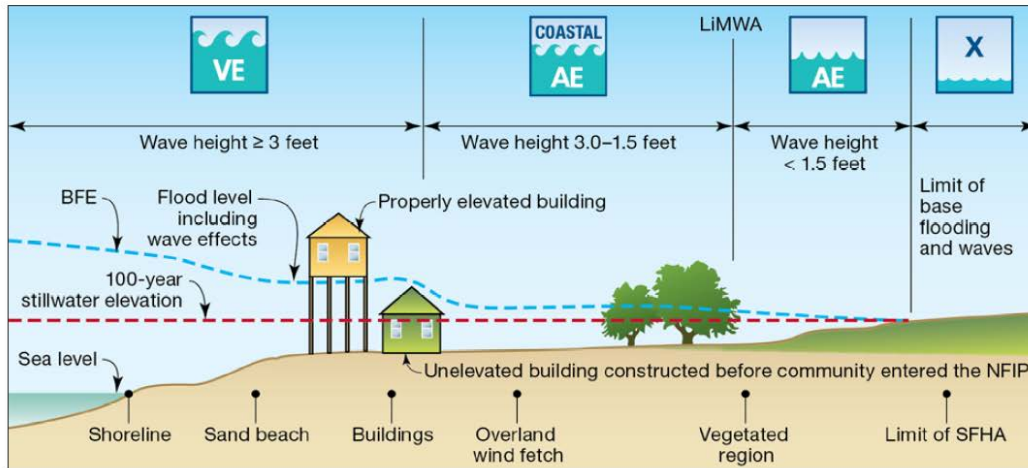 VE
COASTAL
AE
LiMWA
AE
X
Wave height ≥ 3 feet
Wave height 3.0–1.5 feet
Wave height
< 1.5 feet
BFE
Flood level
including
wave effects
Properly elevated building
Limit of
base
flooding
and waves
100-year
stillwater elevation
Sea level
Unelevated building constructed before community entered the NFIP
Shoreline
Sand beach
Buildings
Overland
wind fetch
Vegetated
region
Limit of SFHA